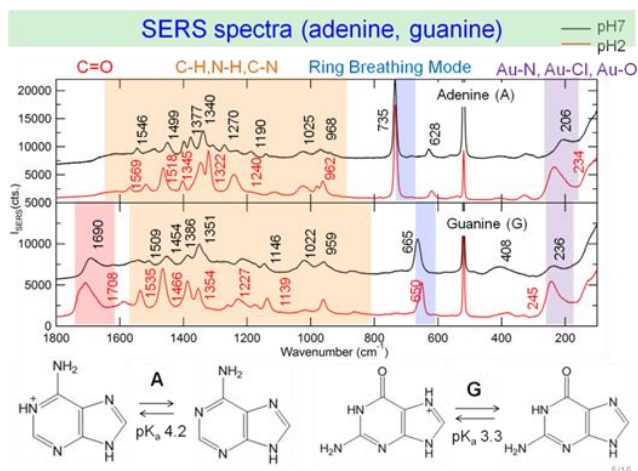 SERS spectra (adenine, guanine)
pH7
pH2
C=O
C-H,N-H,C-N
Ring Breathing Mode
Au-N, Au-Cl, Au-O
Adenine (A)
20000
15000
10000
5000
0
1546
1499
1377
1340
1270
1190
1025
968
735
628
206
1569
1518
1345
1322
1240
962
234
Guanine (G)
10000
5000
0
1690
1509
1454
1386
1351
1146
1022
959
665
408
236
1708
1535
1466
1354
1227
1139
650
245
I SERS (cts.)
1800 1600 1400 1200 1000 800 600 400 200
Wavenumber (cm-1)
NH2
HN+
N
N
N
H
A
pKa 4.2
NH2
N
N
N
N
H
O
HN
H2N
N
H
N
+
N
H
G
pKa 3.3
O
HN
H2N
N
N
N
H